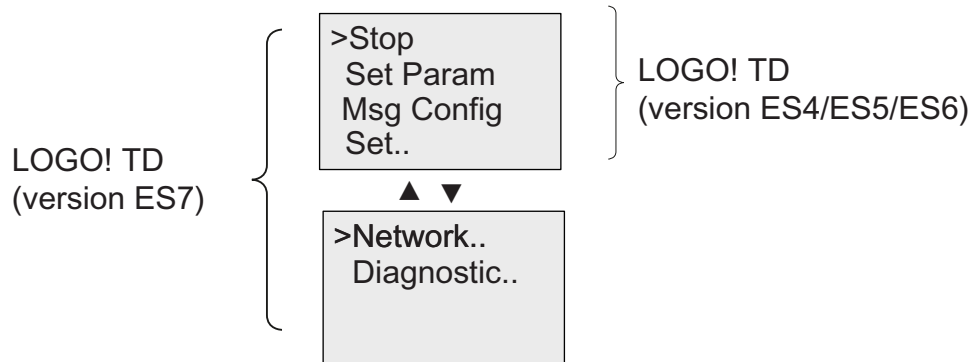 >Stop
Set Param
Msg Config
Set..
LOGO! TD
(version ES4/ES5/ES6)
LOGO! TD
(version ES7)
▲ ▼
>Network..
Diagnostic..